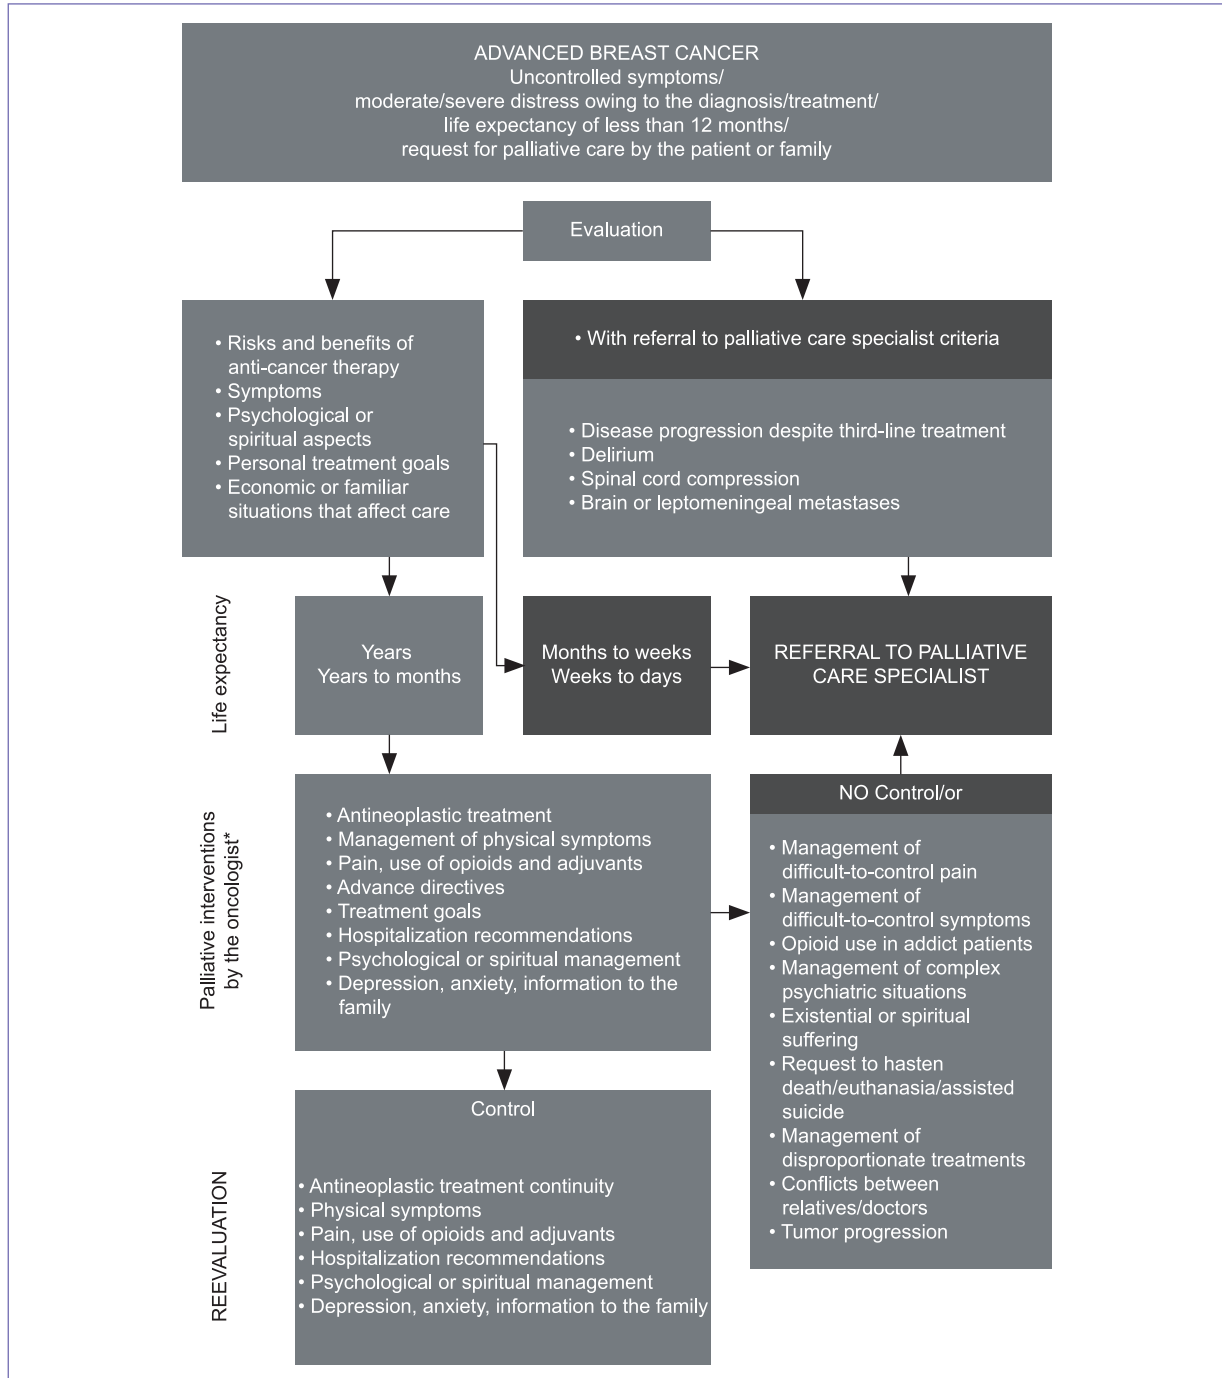 ADVANCED BREAST CANCER
Uncontrolled symptoms/
moderate/severe distress owing to the diagnosis/treatment/
life expectancy of less than 12 months/
request for palliative care by the patient or family
Evaluation
• Risks and benefits of
anti-cancer therapy
• Symptoms
• Psychological or
spiritual aspects
• Personal treatment goals
• Economic or familiar
situations that affect care
• With referral to palliative care specialist criteria
• Disease progression despite third-line treatment
• Delirium
• Spinal cord compression
• Brain or leptomeningeal metastases
Life expectancy
Years
Years to months
Months to weeks
Weeks to days
REFERRAL TO PALLIATIVE
CARE SPECIALIST
Palliative interventions
by the oncologist*
• Antineoplastic treatment
• Management of physical symptoms
• Pain, use of opioids and adjuvants
• Advance directives
• Treatment goals
• Hospitalization recommendations
• Psychological or spiritual management
• Depression, anxiety, information to the
family
NO Control/or
• Management of
difficult-to-control pain
• Management of
difficult-to-control symptoms
• Opioid use in addict patients
• Management of complex
psychiatric situations
• Existential or spiritual
suffering
• Request to hasten
death/euthanasia/assisted
suicide
• Management of
disproportionate treatments
• Conflicts between
relatives/doctors
• Tumor progression
REEVALUATION
Control
• Antineoplastic treatment continuity
• Physical symptoms
• Pain, use of opioids and adjuvants
• Hospitalization recommendations
• Psychological or spiritual management
• Depression, anxiety, information to the family